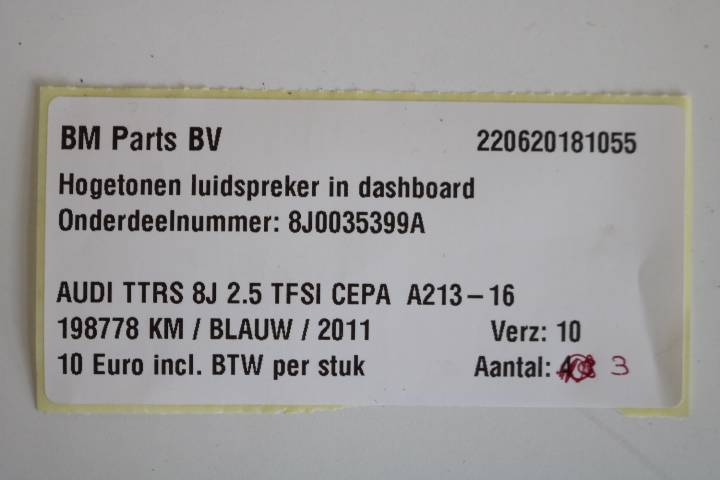 BM Parts BV 220620181055
Hogetonen luidspreker in dashboard
Onderdeelnummer: 8J0035399A
AUDI TTRS 8J 2.5 TFSI CEPA A213-16
198778 KM / BLAUW / 2011 Verz: 10
10 Euro incl. BTW per stuk Aantal: 3